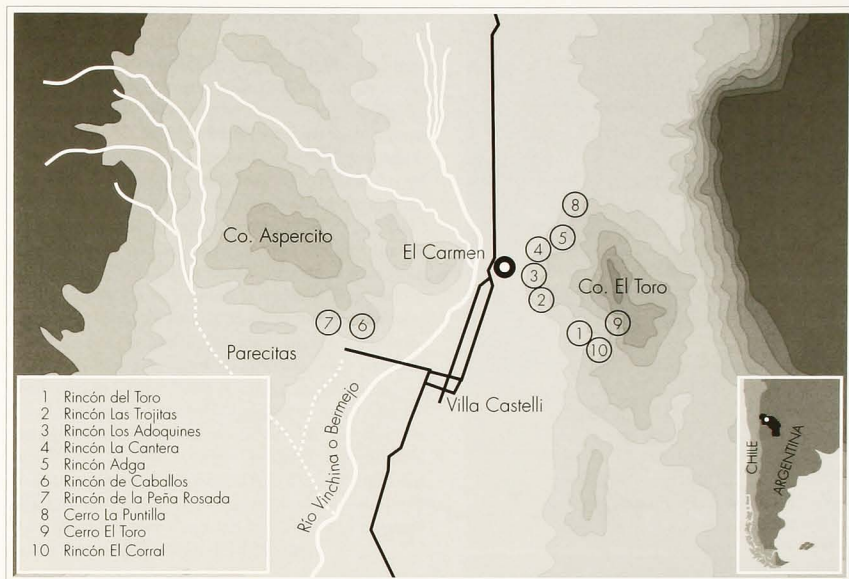 8
Co. Aspercito
El Carmen
4
5
3
2
Co. El Toro
7
6
1
9
10
Parecitas
Villa Castelli
Río Vinchina o Bermejo
1 Rincón del Toro
2 Rincón Las Trojitas
3 Rincón Los Adoquines
4 Rincón La Cantera
5 Rincón Adga
6 Rincón de Caballos
7 Rincón de la Peña Rosada
8 Cerro La Puntilla
9 Cerro El Toro
10 Rincón El Corral
CHILE
ARGENTINA